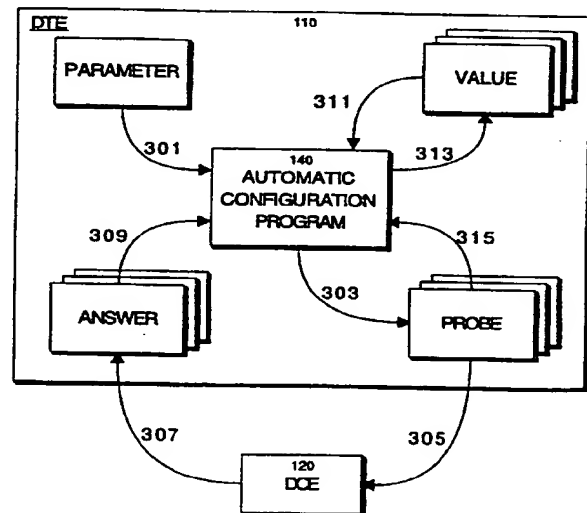 DTE
110
PARAMETER
VALUE
311
301
313
140
AUTOMATIC
CONFIGURATION
PROGRAM
309
315
303
ANSWER
PROBE
307
305
120
DCE